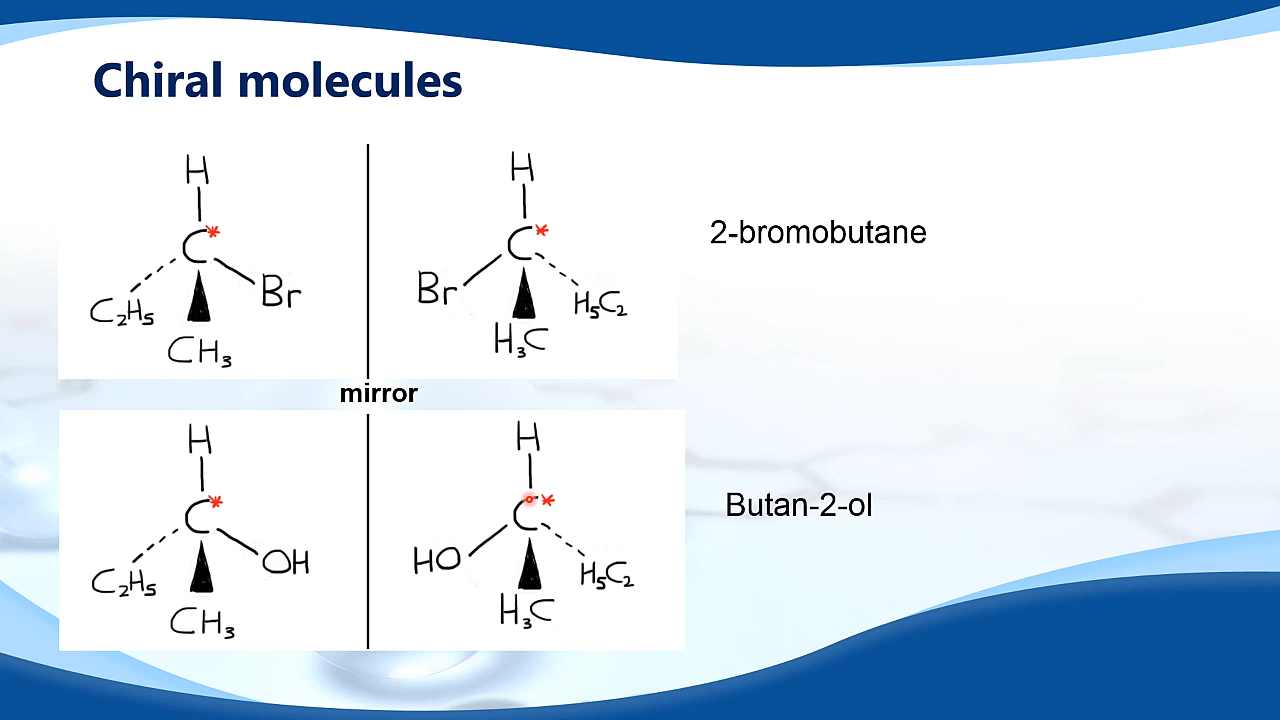 Chiral molecules
H H
C* C*
C₂H₅ Br Br H₅C₂
CH₃ H₃C
2-bromobutane
mirror
H H
C* C*
C₂H₅ OH HO H₅C₂
CH₃ H₃C
Butan-2-ol